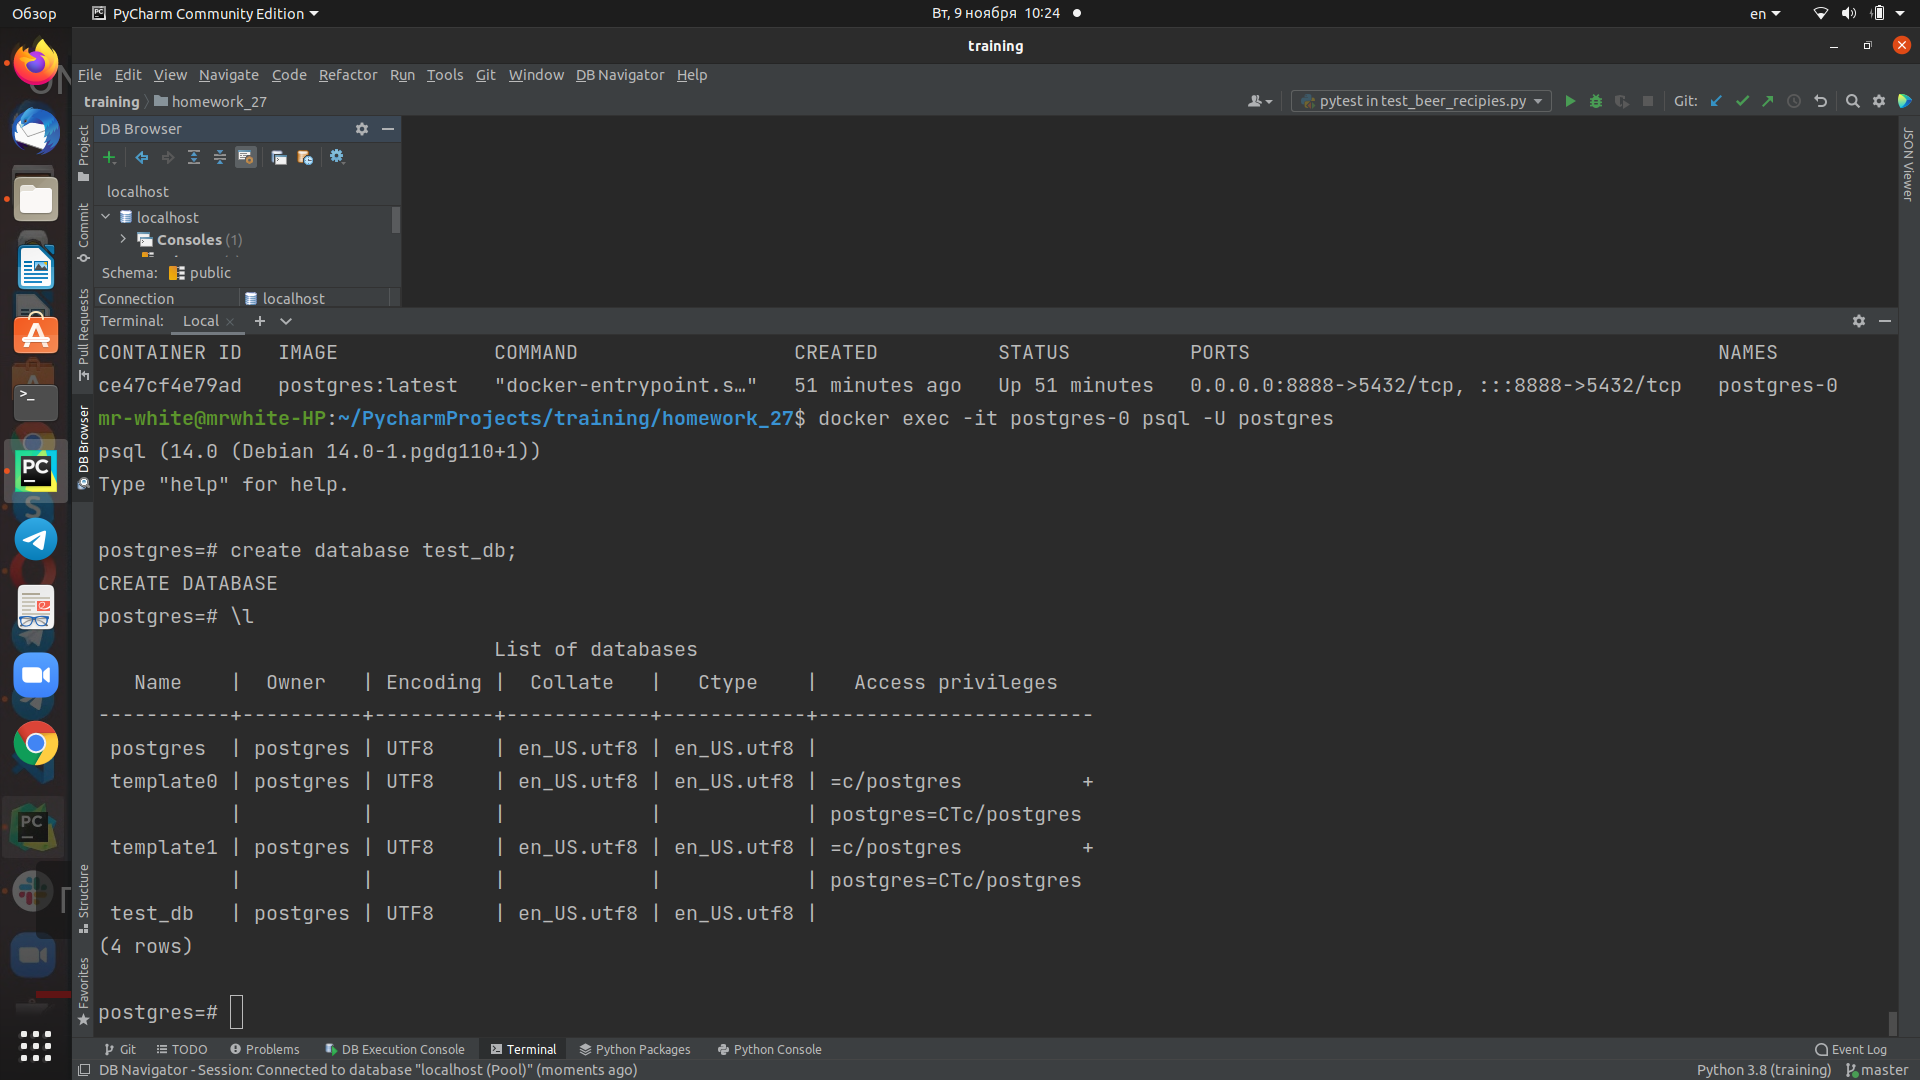 Обзор
PyCharm Community Edition
Вт, 9 ноября 10:24
en
training
File Edit View Navigate Code Refactor Run Tools Git Window DB Navigator Help
training homework_27
pytest in test_beer_recipies.py
Git:
DB Browser
localhost
localhost
Consoles (1)
Schema: public
Connection localhost
Project
Commit
Pull Requests
DB Browser
Structure
Favorites
JSON Viewer
Terminal: Local
CONTAINER ID   IMAGE             COMMAND                  CREATED          STATUS          PORTS                                       NAMES
ce47cf4e79ad   postgres:latest   "docker-entrypoint.s…"   51 minutes ago   Up 51 minutes   0.0.0.0:8888->5432/tcp, :::8888->5432/tcp   postgres-0
mr-white@mrwhite-HP:~/PycharmProjects/training/homework_27$ docker exec -it postgres-0 psql -U postgres
psql (14.0 (Debian 14.0-1.pgdg110+1))
Type "help" for help.
postgres=# create database test_db;
CREATE DATABASE
postgres=# \l
                                 List of databases
   Name    |  Owner   | Encoding |  Collate   |   Ctype    |   Access privileges
-----------+----------+----------+------------+------------+-----------------------
 postgres  | postgres | UTF8     | en_US.utf8 | en_US.utf8 |
 template0 | postgres | UTF8     | en_US.utf8 | en_US.utf8 | =c/postgres          +
           |          |          |            |            | postgres=CTc/postgres
 template1 | postgres | UTF8     | en_US.utf8 | en_US.utf8 | =c/postgres          +
           |          |          |            |            | postgres=CTc/postgres
 test_db   | postgres | UTF8     | en_US.utf8 | en_US.utf8 |
(4 rows)
postgres=#
Git TODO Problems DB Execution Console Terminal Python Packages Python Console Event Log
DB Navigator - Session: Connected to database "localhost (Pool)" (moments ago)
Python 3.8 (training) master